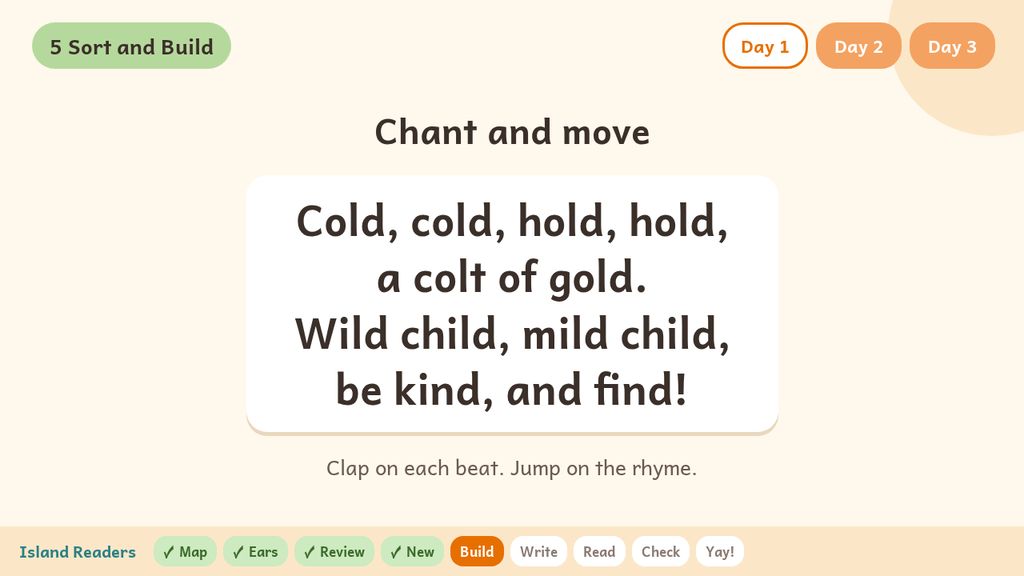 5 Sort and Build
Day 1
Day 2
Day 3
Chant and move
Cold, cold, hold, hold,
a colt of gold.
Wild child, mild child,
be kind, and find!
Clap on each beat. Jump on the rhyme.
Island Readers
✓ Map
✓ Ears
✓ Review
✓ New
Build
Write
Read
Check
Yay!